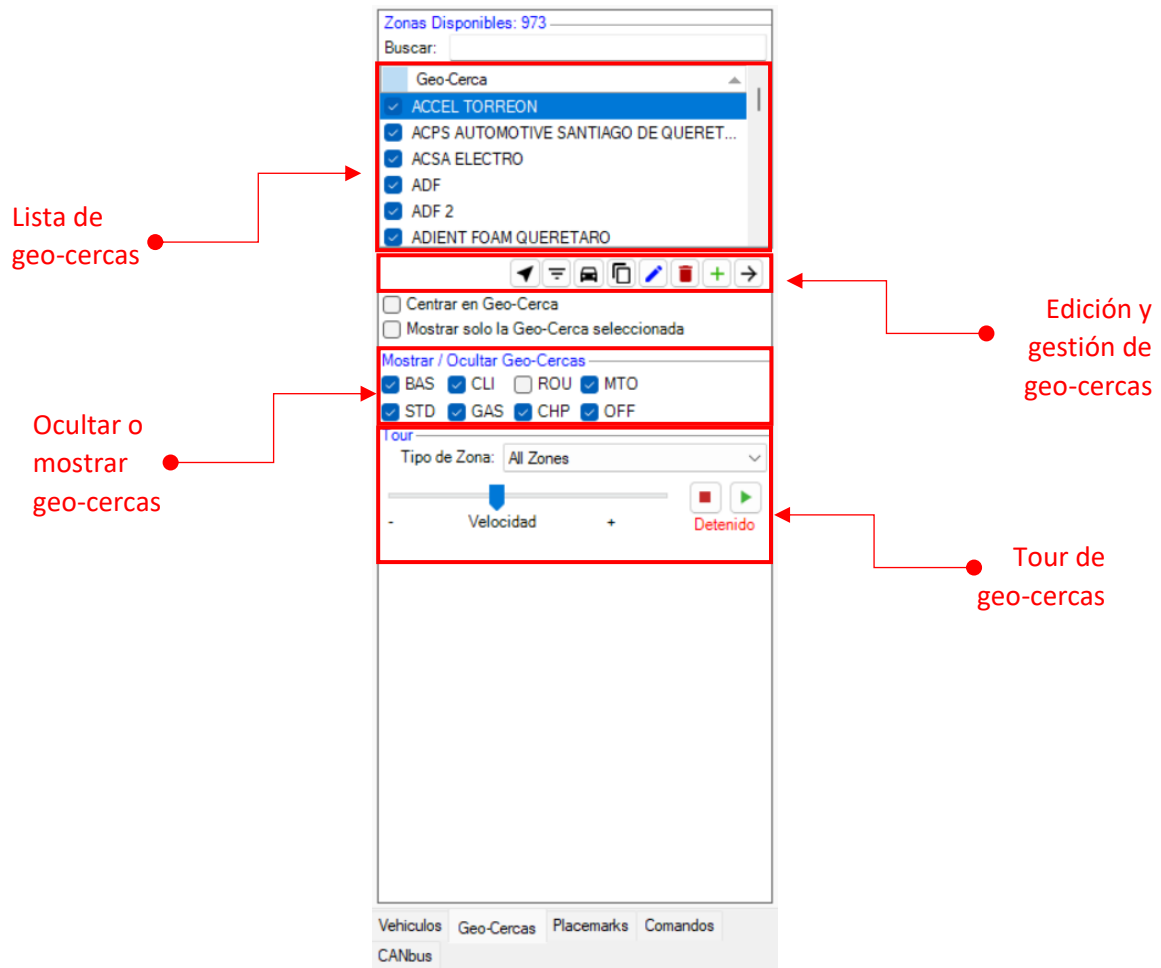 Zonas Disponibles: 973
Buscar:
Geo-Cerca
ACCEL TORREON
ACPS AUTOMOTIVE SANTIAGO DE QUERET...
ACSA ELECTRO
ADF
ADF 2
ADIENT FOAM QUERETARO
Lista de
geo-cercas
Centrar en Geo-Cerca
Mostrar solo la Geo-Cerca seleccionada
Edición y
gestión de
geo-cercas
Mostrar / Ocultar Geo-Cercas
BAS CLI ROU MTO
STD GAS CHP OFF
Ocultar o
mostrar
geo-cercas
Tour
Tipo de Zona: All Zones
- Velocidad + Detenido
Tour de
geo-cercas
Vehiculos Geo-Cercas Placemarks Comandos
CANbus